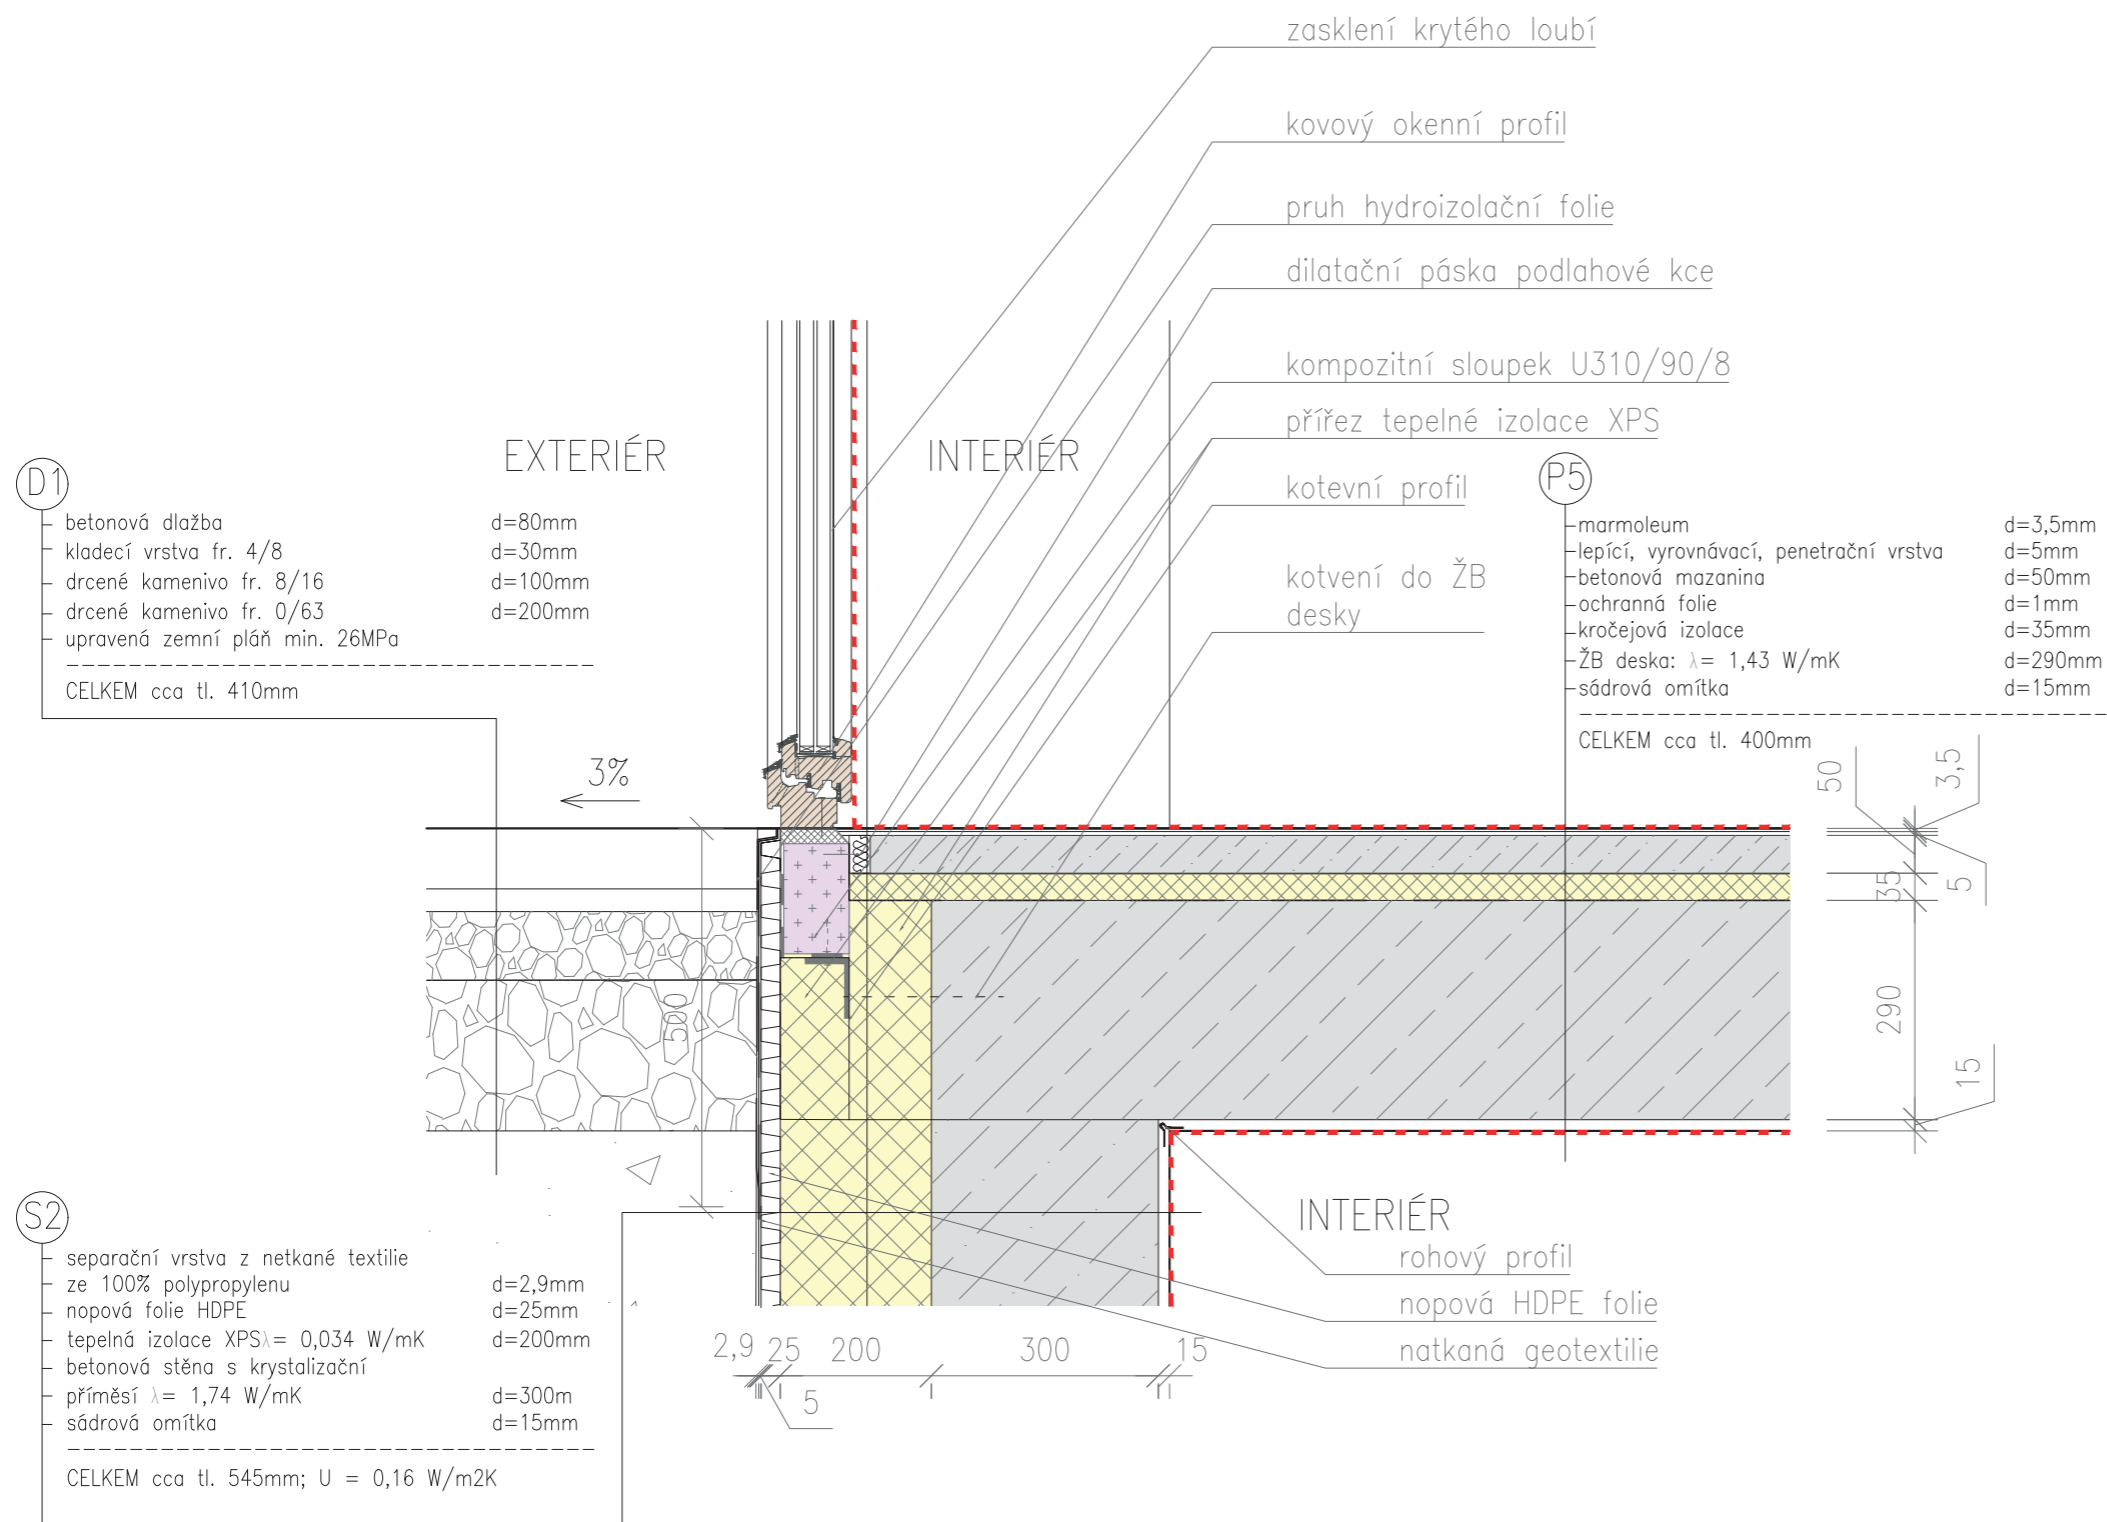 zasklení krytého loubí
kovový okenní profil
pruh hydroizolační folie
dilatační páska podlahové kce
kompozitní sloupek U310/90/8
přířez tepelné izolace XPS
kotevní profil
kotvení do ŽB
desky
EXTERIÉR
INTERIÉR
D1
betonová dlažba d=80mm
kladecí vrstva fr. 4/8 d=30mm
drcené kamenivo fr. 8/16 d=100mm
drcené kamenivo fr. 0/63 d=200mm
upravená zemní pláň min. 26MPa
CELKEM cca tl. 410mm
P5
marmoleum d=3,5mm
lepící, vyrovnávací, penetrační vrstva d=5mm
betonová mazanina d=50mm
ochranná folie d=1mm
kročejová izolace d=35mm
ŽB deska: λ= 1,43 W/mK d=290mm
sádrová omítka d=15mm
CELKEM cca tl. 400mm
3%
50
3,5
35
5
290
15
500
S2
separační vrstva z netkané textilie
ze 100% polypropylenu d=2,9mm
nopová folie HDPE d=25mm
tepelná izolace XPSλ= 0,034 W/mK d=200mm
betonová stěna s krystalizační
příměsí λ= 1,74 W/mK d=300m
sádrová omítka d=15mm
CELKEM cca tl. 545mm; U = 0,16 W/m2K
INTERIÉR
rohový profil
nopová HDPE folie
natkaná geotextilie
2,9 25 200 300 15
5